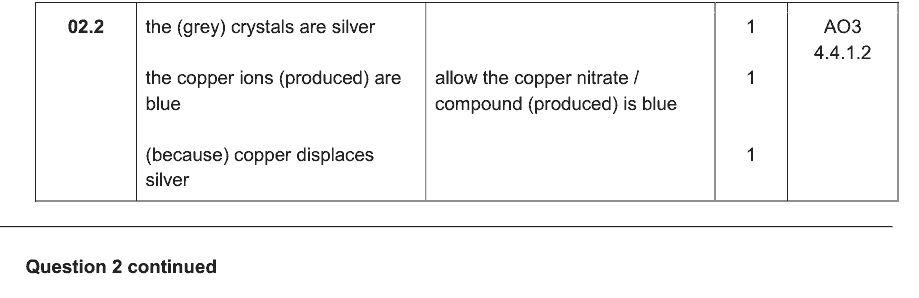 02.2 the (grey) crystals are silver 1 AO3
4.4.1.2
the copper ions (produced) are allow the copper nitrate / 1
blue compound (produced) is blue
(because) copper displaces 1
silver
Question 2 continued